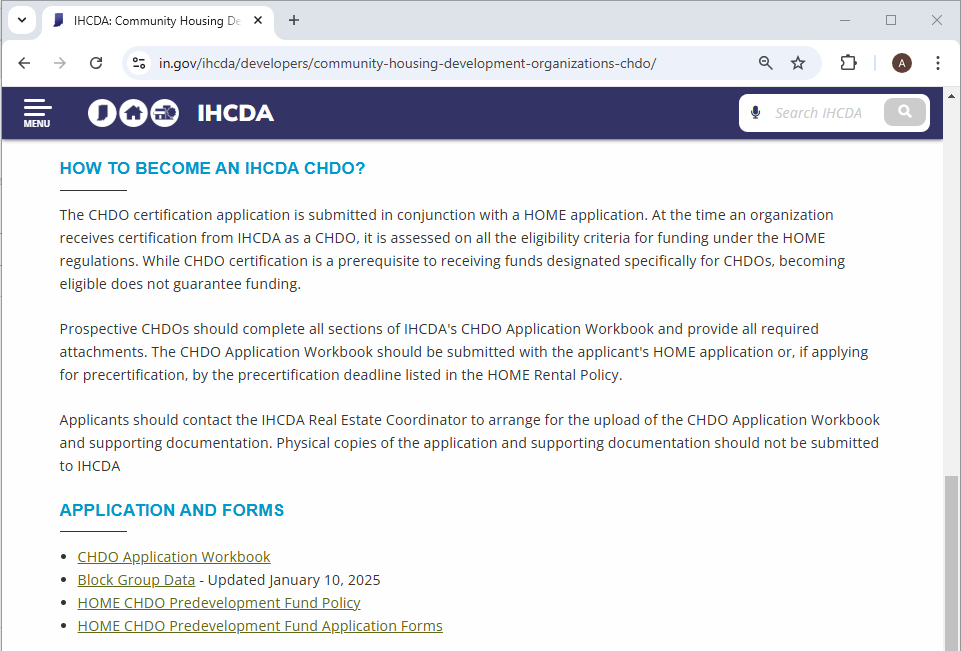 IHCDA: Community Housing De
in.gov/ihcda/developers/community-housing-development-organizations-chdo/
A
MENU
IHCDA
Search IHCDA
HOW TO BECOME AN IHCDA CHDO?
The CHDO certification application is submitted in conjunction with a HOME application. At the time an organization
receives certification from IHCDA as a CHDO, it is assessed on all the eligibility criteria for funding under the HOME
regulations. While CHDO certification is a prerequisite to receiving funds designated specifically for CHDOs, becoming
eligible does not guarantee funding.
Prospective CHDOs should complete all sections of IHCDA's CHDO Application Workbook and provide all required
attachments. The CHDO Application Workbook should be submitted with the applicant's HOME application or, if applying
for precertification, by the precertification deadline listed in the HOME Rental Policy.
Applicants should contact the IHCDA Real Estate Coordinator to arrange for the upload of the CHDO Application Workbook
and supporting documentation. Physical copies of the application and supporting documentation should not be submitted
to IHCDA
APPLICATION AND FORMS
• CHDO Application Workbook
• Block Group Data - Updated January 10, 2025
• HOME CHDO Predevelopment Fund Policy
• HOME CHDO Predevelopment Fund Application Forms